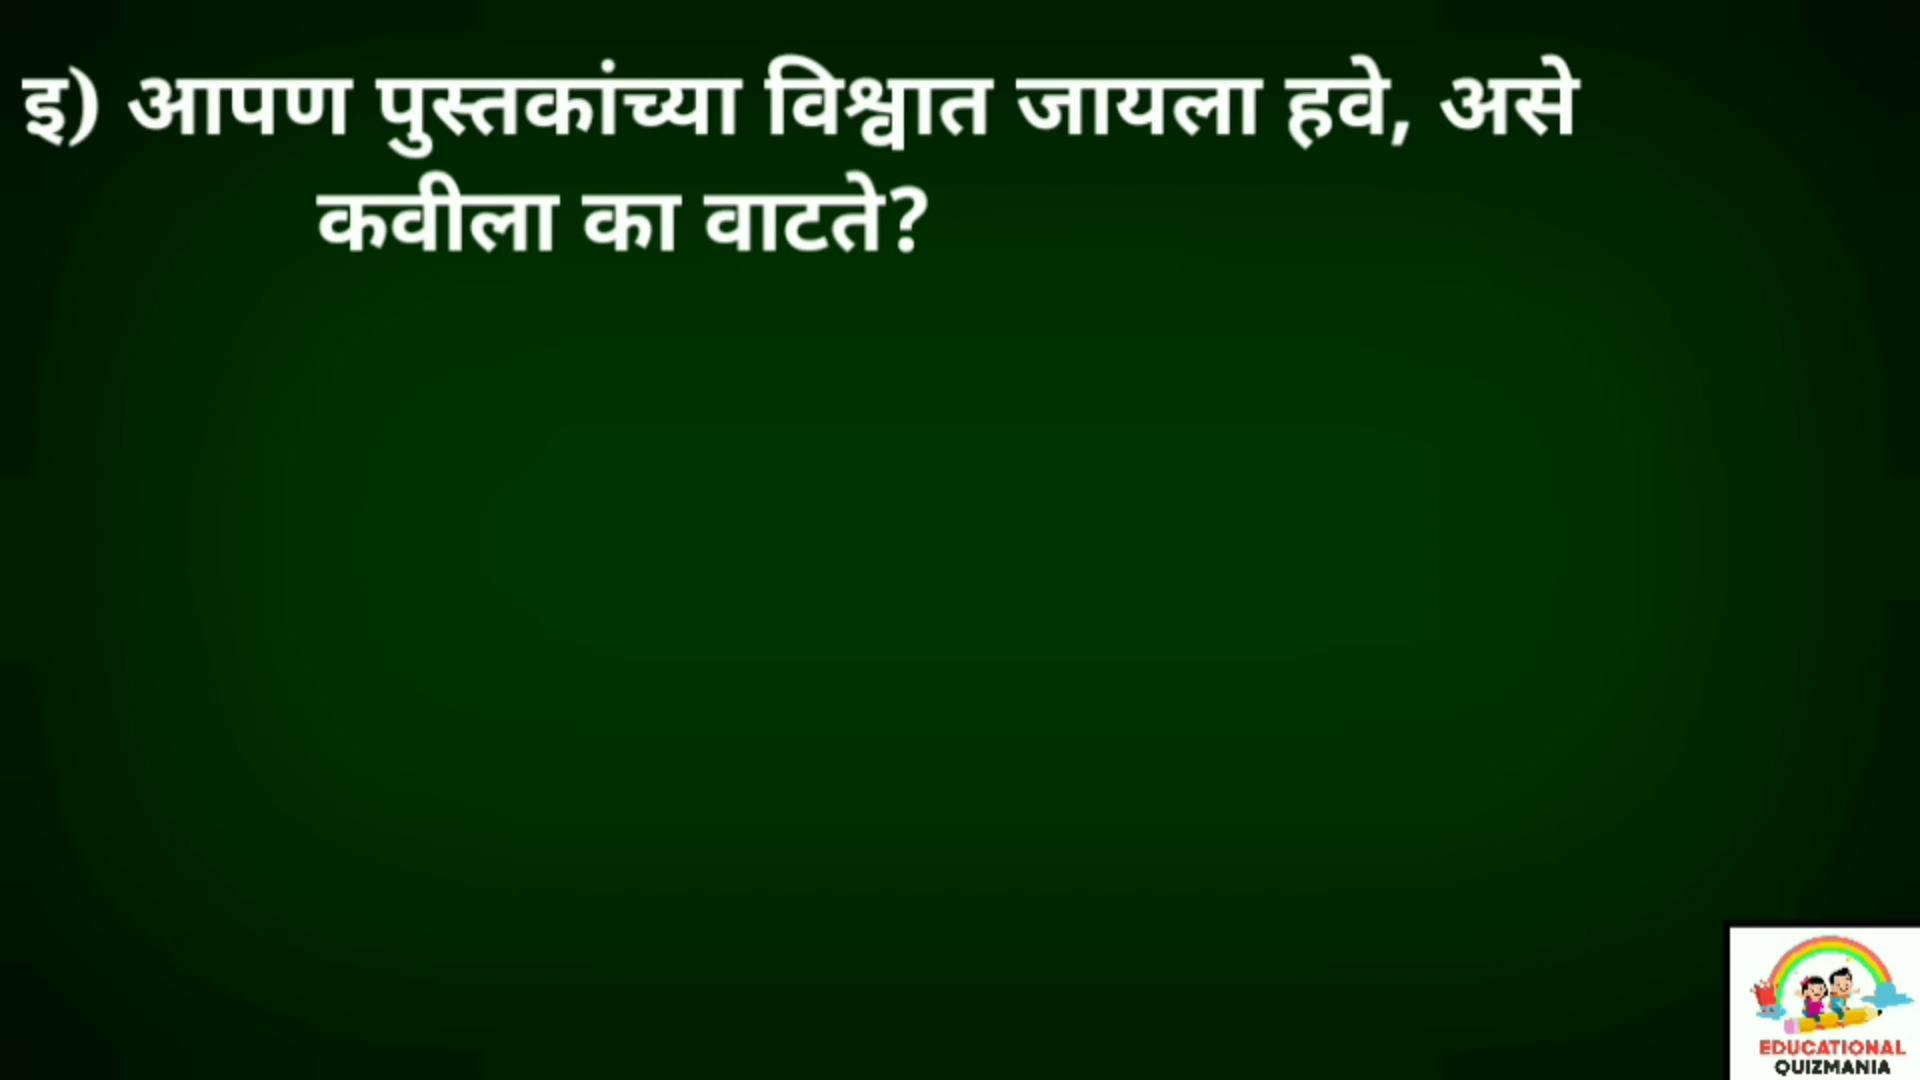 इ) आपण पुस्तकांच्या विश्वात जायला हवे, असे
कवीला का वाटते?
EDUCATIONAL
QUIZMANIA